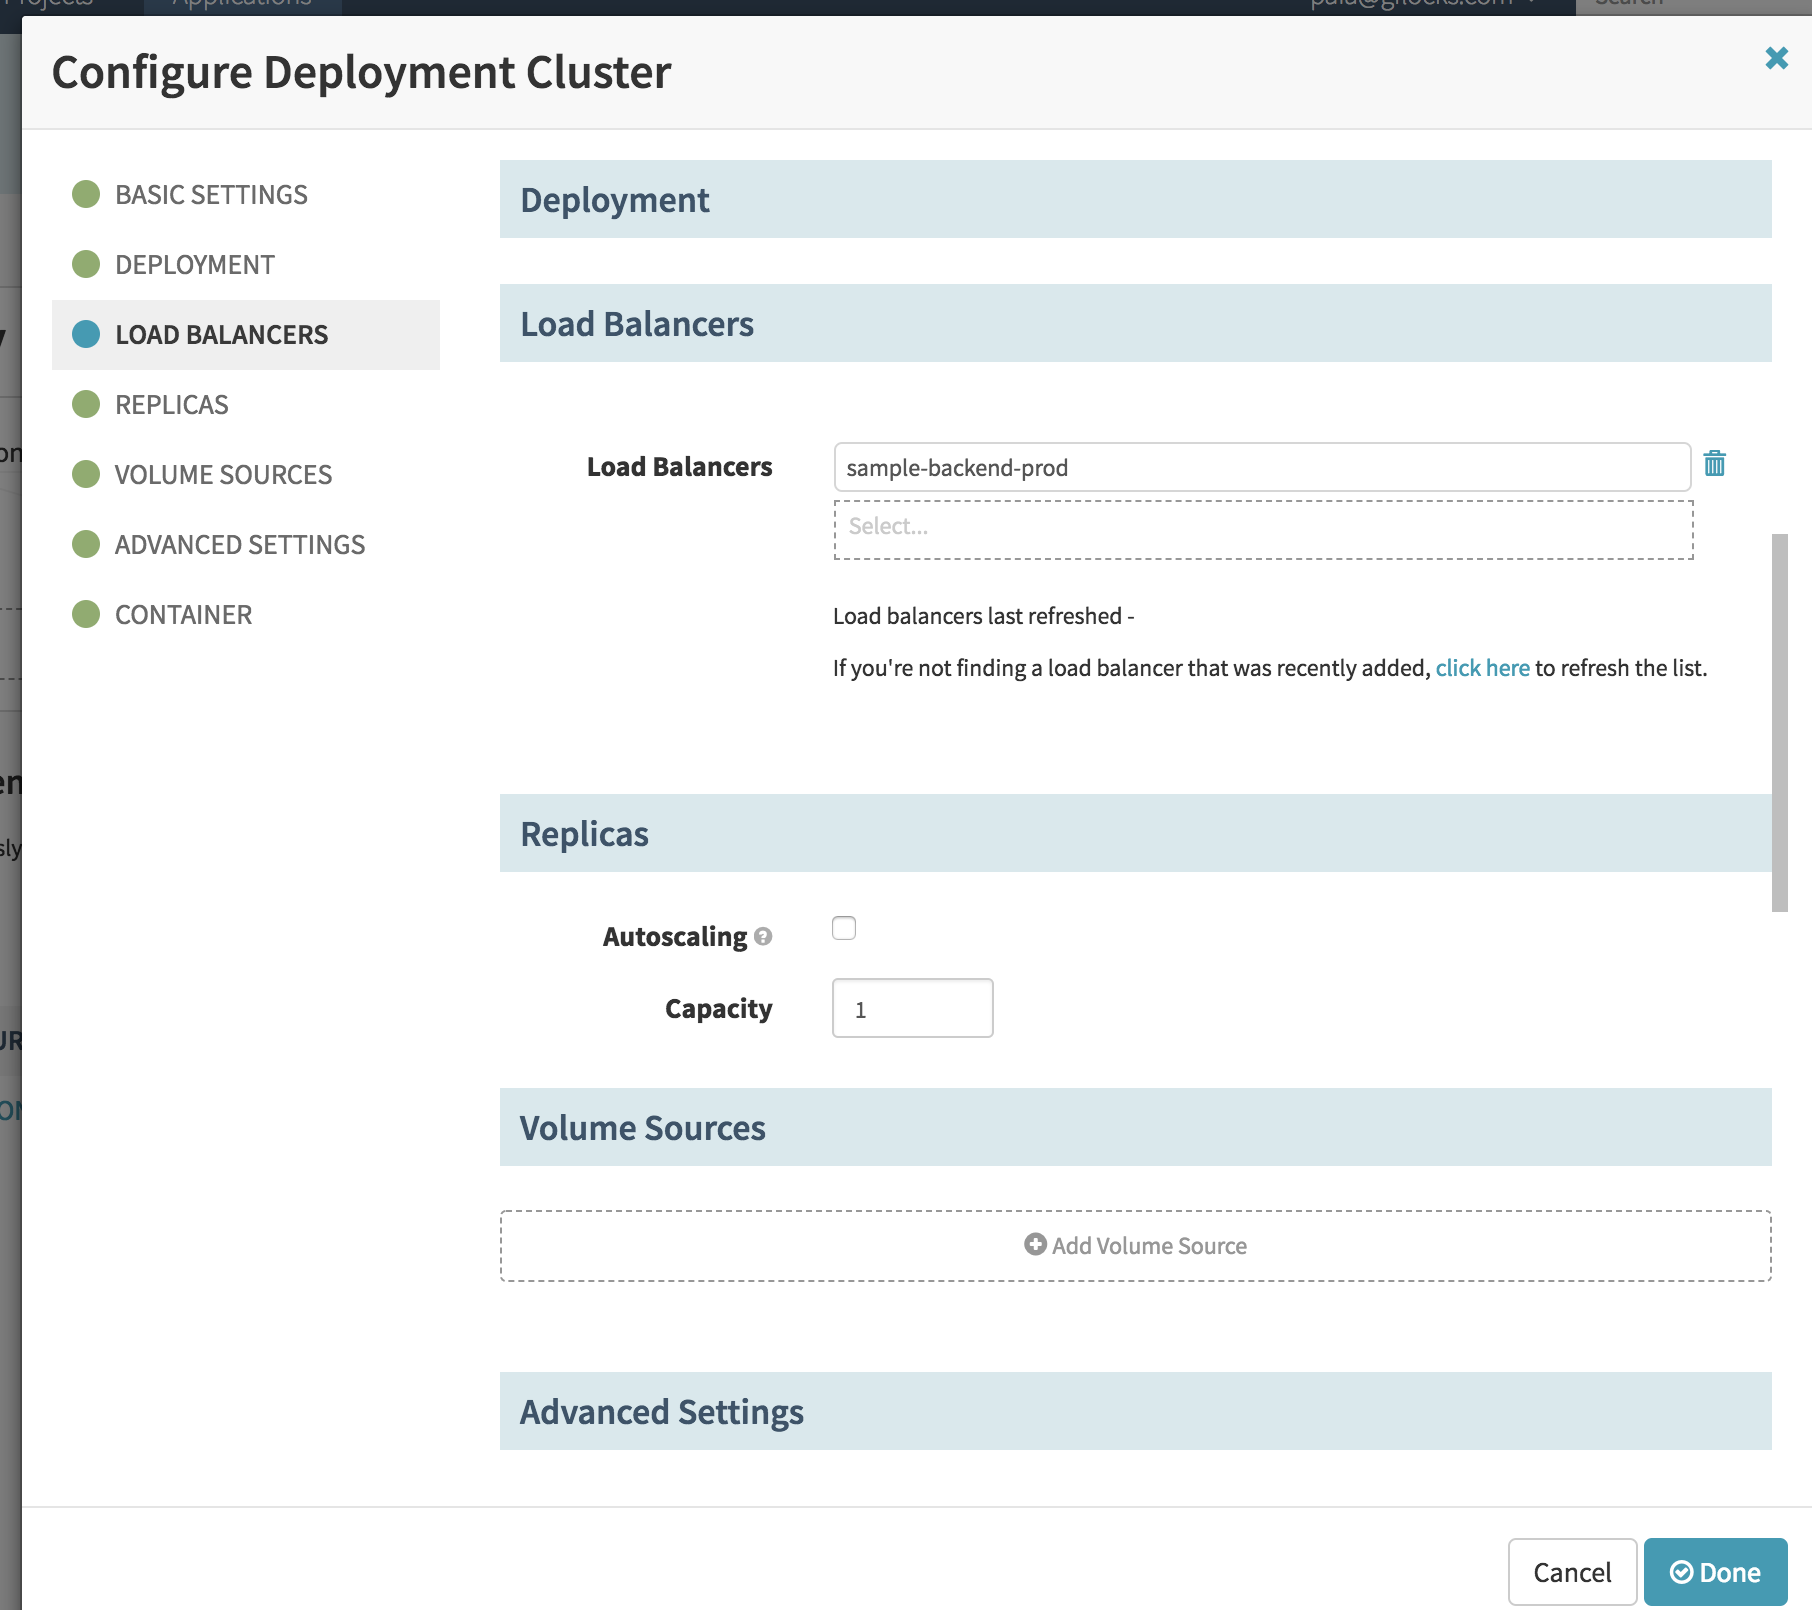 Projects
Applications
Search
Configure Deployment Cluster
BASIC SETTINGS
DEPLOYMENT
LOAD BALANCERS
REPLICAS
VOLUME SOURCES
ADVANCED SETTINGS
CONTAINER
Deployment
Load Balancers
Load Balancers
sample-backend-prod
Select...
Load balancers last refreshed -
If you're not finding a load balancer that was recently added, click here to refresh the list.
Replicas
Autoscaling
Capacity
1
Volume Sources
Add Volume Source
Advanced Settings
Cancel
Done